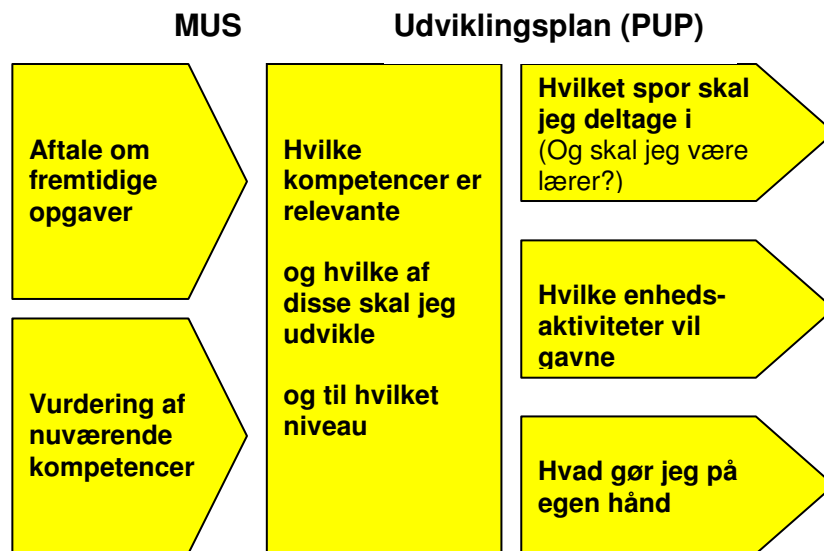 MUS
Udviklingsplan (PUP)
Aftale om
fremtidige
opgaver
Vurdering af
nuværende
kompetencer
Hvilke
kompetencer er
relevante
og hvilke af
disse skal jeg
udvikle
og til hvilket
niveau
Hvilket spor skal
jeg deltage i
(Og skal jeg være
lærer?)
Hvilke enheds-
aktiviteter vil
gavne
Hvad gør jeg på
egen hånd